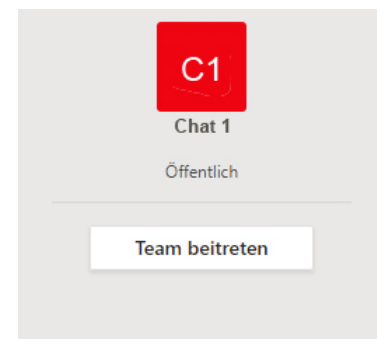 C1
Chat 1
Öffentlich
Team beitreten